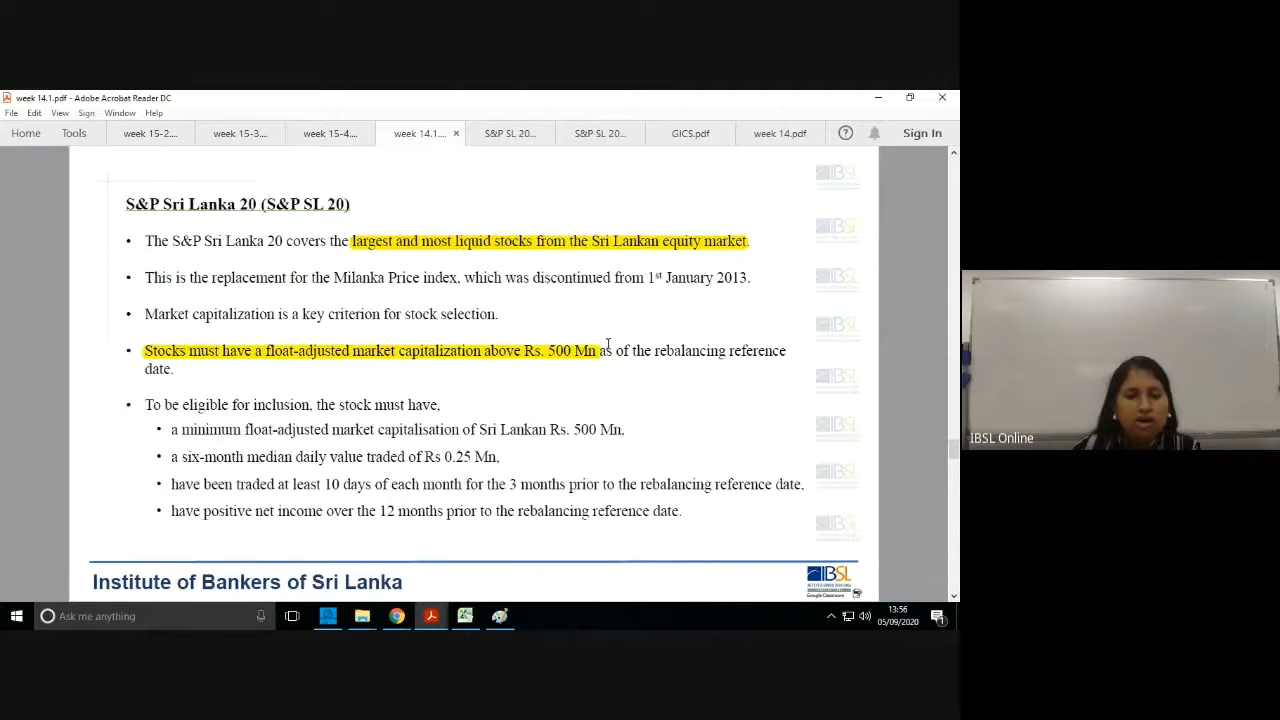 week 14.1.pdf - Adobe Acrobat Reader DC
File Edit View Sign Window Help
Home Tools week 15-2.... week 15-3.... week 15-4.... week 14.1.... × S&P SL 20... S&P SL 20... GICS.pdf week 14.pdf Sign In
S&P Sri Lanka 20 (S&P SL 20)
• The S&P Sri Lanka 20 covers the largest and most liquid stocks from the Sri Lankan equity market.
• This is the replacement for the Milanka Price index, which was discontinued from 1st January 2013.
• Market capitalization is a key criterion for stock selection.
• Stocks must have a float-adjusted market capitalization above Rs. 500 Mn as of the rebalancing reference
date.
• To be eligible for inclusion, the stock must have,
• a minimum float-adjusted market capitalisation of Sri Lankan Rs. 500 Mn,
• a six-month median daily value traded of Rs 0.25 Mn,
• have been traded at least 10 days of each month for the 3 months prior to the rebalancing reference date,
• have positive net income over the 12 months prior to the rebalancing reference date.
Institute of Bankers of Sri Lanka
IBSL
Google Classroom
IBSL Online
Ask me anything
13:56
05/09/2020